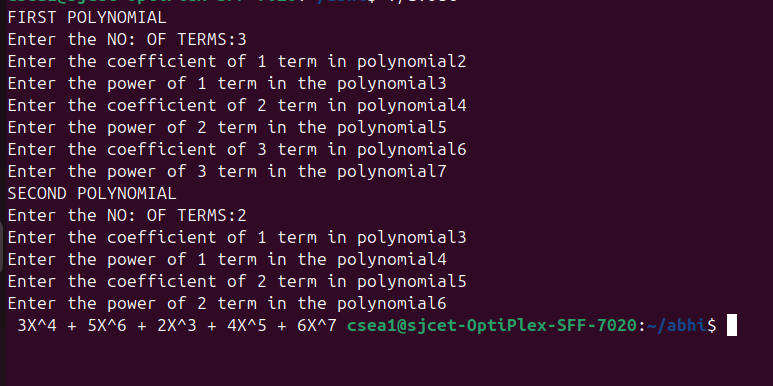 FIRST POLYNOMIAL
Enter the NO: OF TERMS:3
Enter the coefficient of 1 term in polynomial2
Enter the power of 1 term in the polynomial3
Enter the coefficient of 2 term in polynomial4
Enter the power of 2 term in the polynomial5
Enter the coefficient of 3 term in polynomial6
Enter the power of 3 term in the polynomial7
SECOND POLYNOMIAL
Enter the NO: OF TERMS:2
Enter the coefficient of 1 term in polynomial3
Enter the power of 1 term in the polynomial4
Enter the coefficient of 2 term in polynomial5
Enter the power of 2 term in the polynomial6
3X^4 + 5X^6 + 2X^3 + 4X^5 + 6X^7 csea1@sjcet-OptiPlex-SFF-7020:~/abhi$